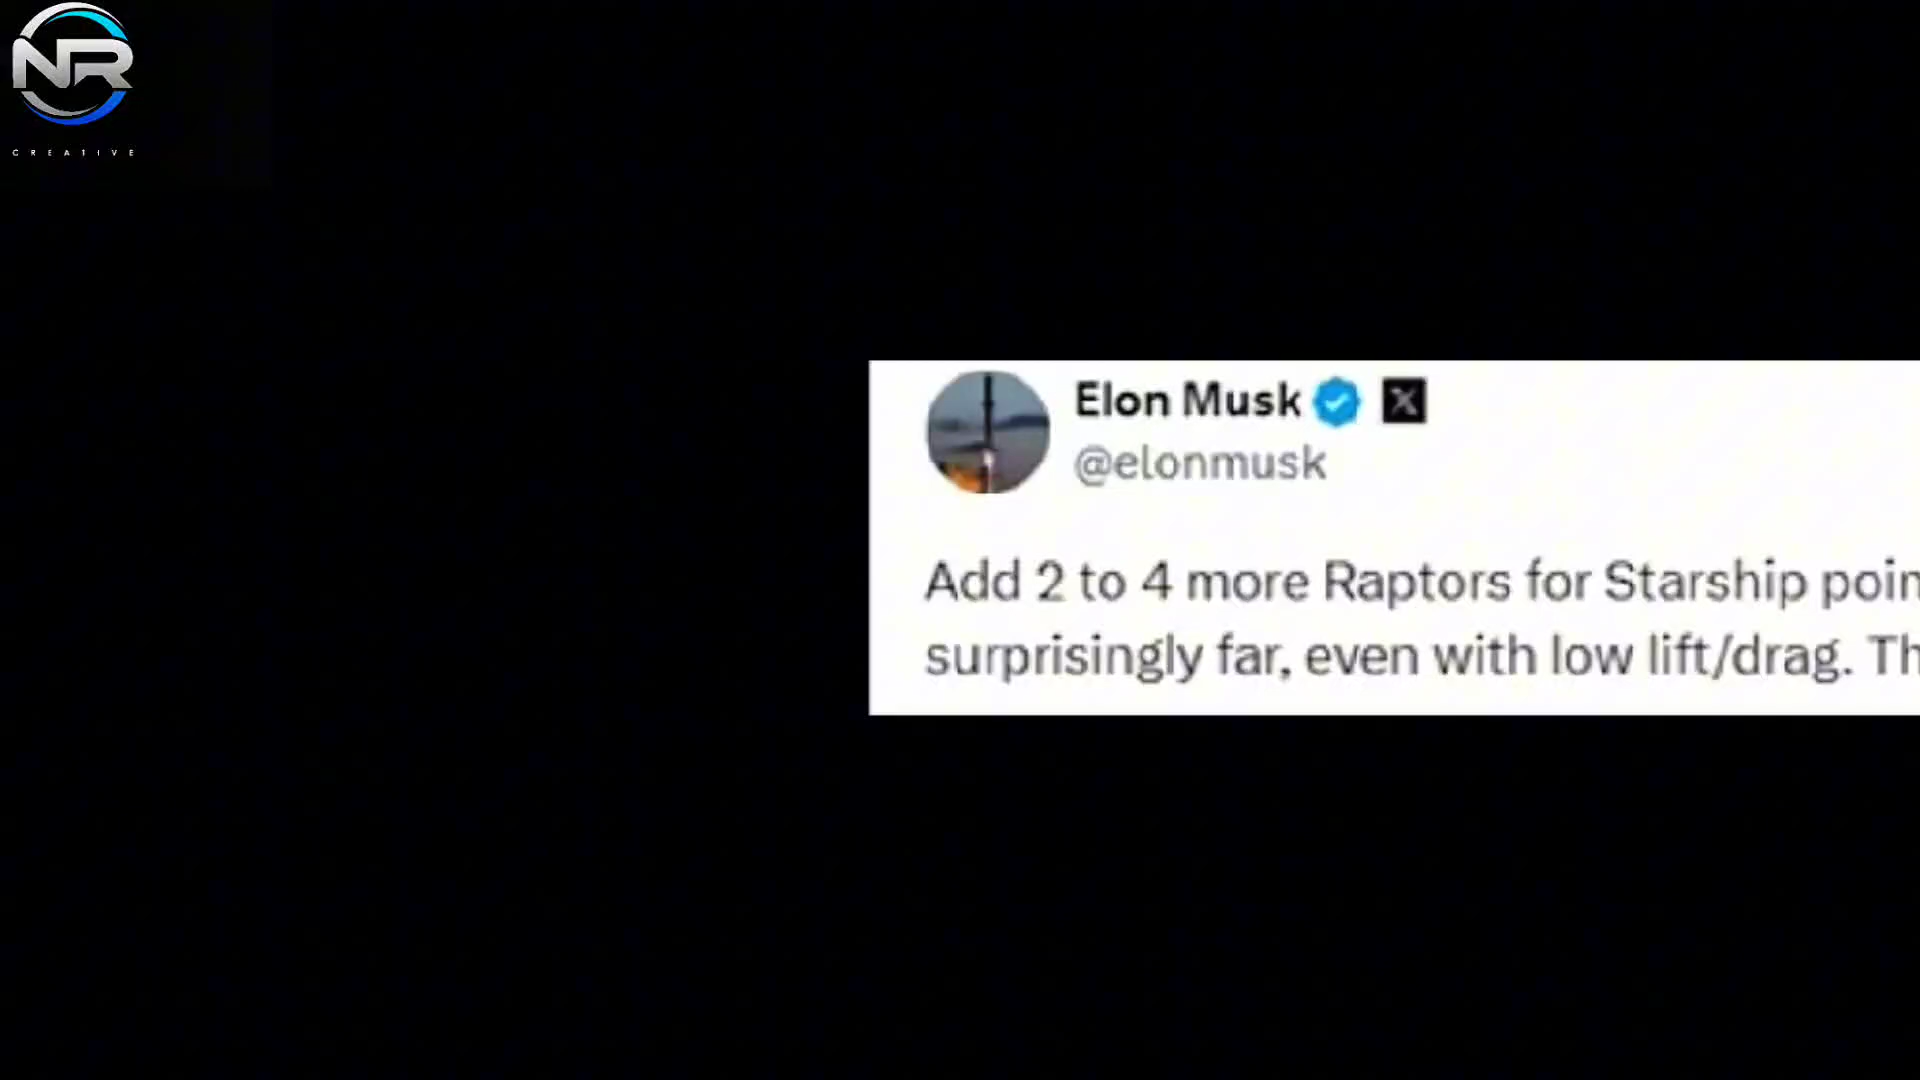 NR
CREATIVE
Elon Musk
@elonmusk
Add 2 to 4 more Raptors for Starship
surprisingly far, even with low lift/drag.